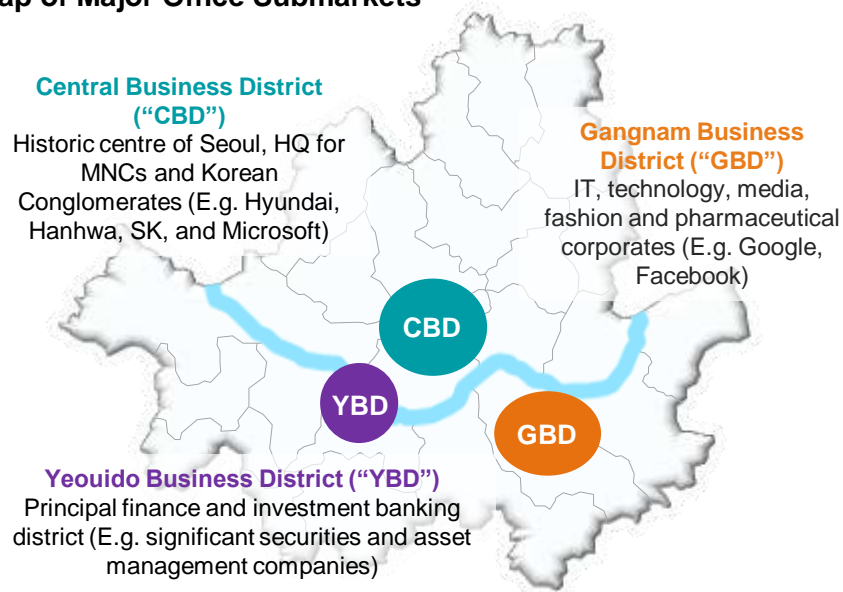 ap of Major Office Submarkets
Central Business District
("CBD")
Historic centre of Seoul, HQ for
MNCs and Korean
Conglomerates (E.g. Hyundai,
Hanhwa, SK, and Microsoft)
Gangnam Business
District ("GBD")
IT, technology, media,
fashion and pharmaceutical
corporates (E.g. Google,
Facebook)
CBD
YBD
GBD
Yeouido Business District ("YBD")
Principal finance and investment banking
district (E.g. significant securities and asset
management companies)